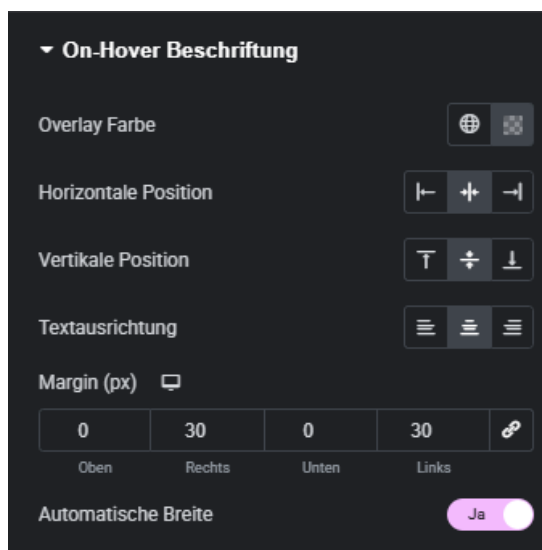 On-Hover Beschriftung
Overlay Farbe
Horizontale Position
Vertikale Position
Textausrichtung
Margin (px)
0 30 0 30
Oben Rechts Unten Links
Automatische Breite Ja